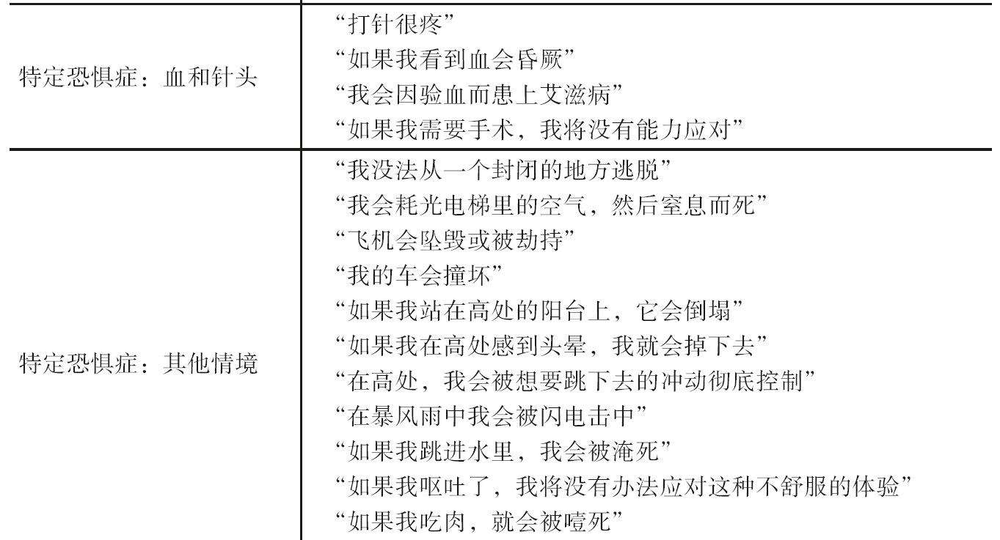 特定恐惧症：血和针头
“打针很疼”
“如果我看到血会昏厥”
“我会因验血而患上艾滋病”
“如果我需要手术，我将没有能力应对”
特定恐惧症：其他情境
“我没法从一个封闭的地方逃脱”
“我会耗光电梯里的空气，然后窒息而死”
“飞机会坠毁或被劫持”
“我的车会撞坏”
“如果我站在高处的阳台上，它会倒塌”
“如果我在高处感到头晕，我就会掉下去”
“在高处，我会被想要跳下去的冲动彻底控制”
“在暴风雨中我会被闪电击中”
“如果我跳进水里，我会被淹死”
“如果我呕吐了，我将没有办法应对这种不舒服的体验”
“如果我吃肉，就会被噎死”